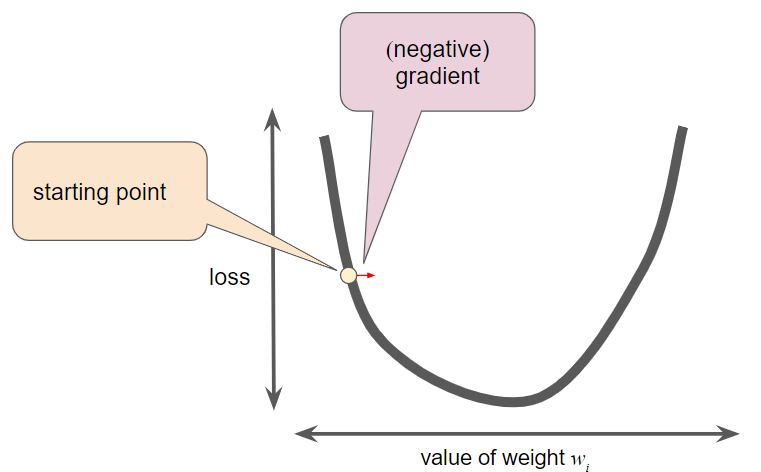 (negative)
gradient
starting point
loss
value of weight wᵢ